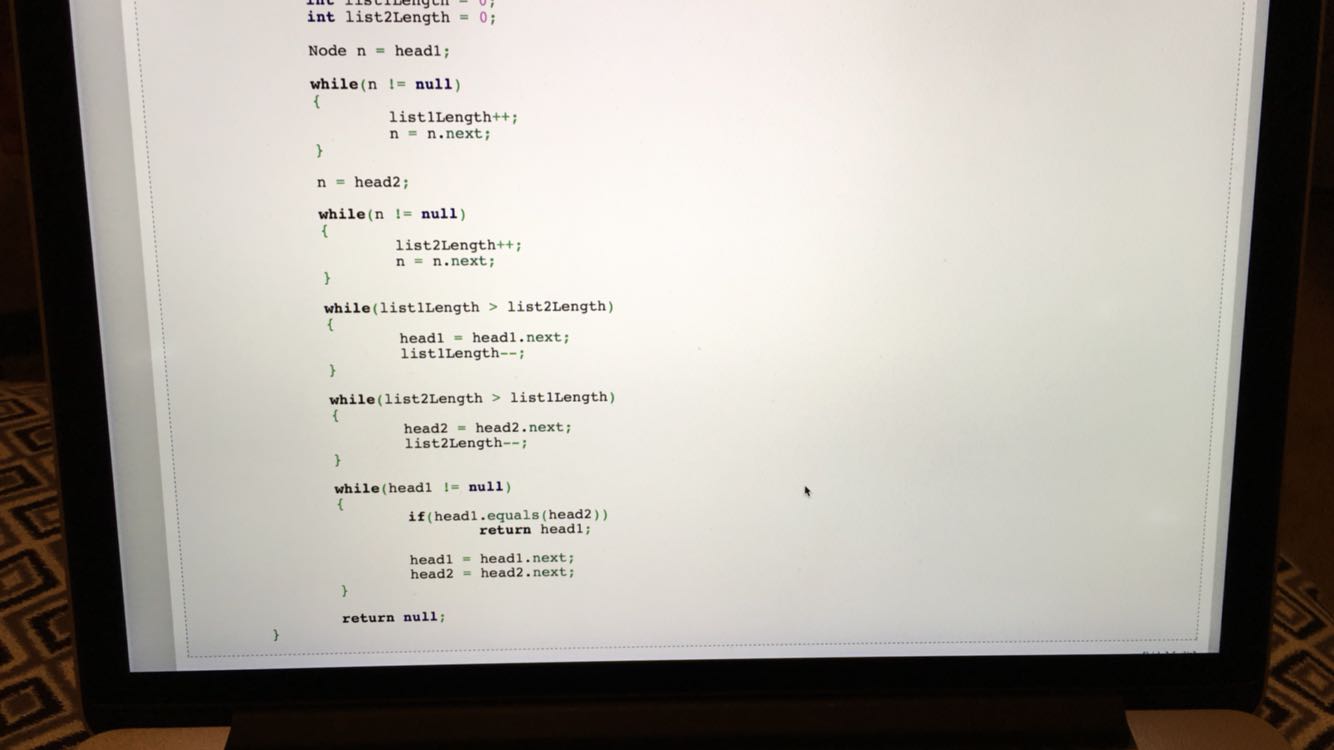 int list1Length = 0;
int list2Length = 0;
Node n = head1;
while(n != null)
{
list1Length++;
n = n.next;
}
n = head2;
while(n != null)
{
list2Length++;
n = n.next;
}
while(list1Length > list2Length)
{
head1 = head1.next;
list1Length--;
}
while(list2Length > list1Length)
{
head2 = head2.next;
list2Length--;
}
while(head1 != null)
{
if(head1.equals(head2))
return head1;
head1 = head1.next;
head2 = head2.next;
}
return null;
}